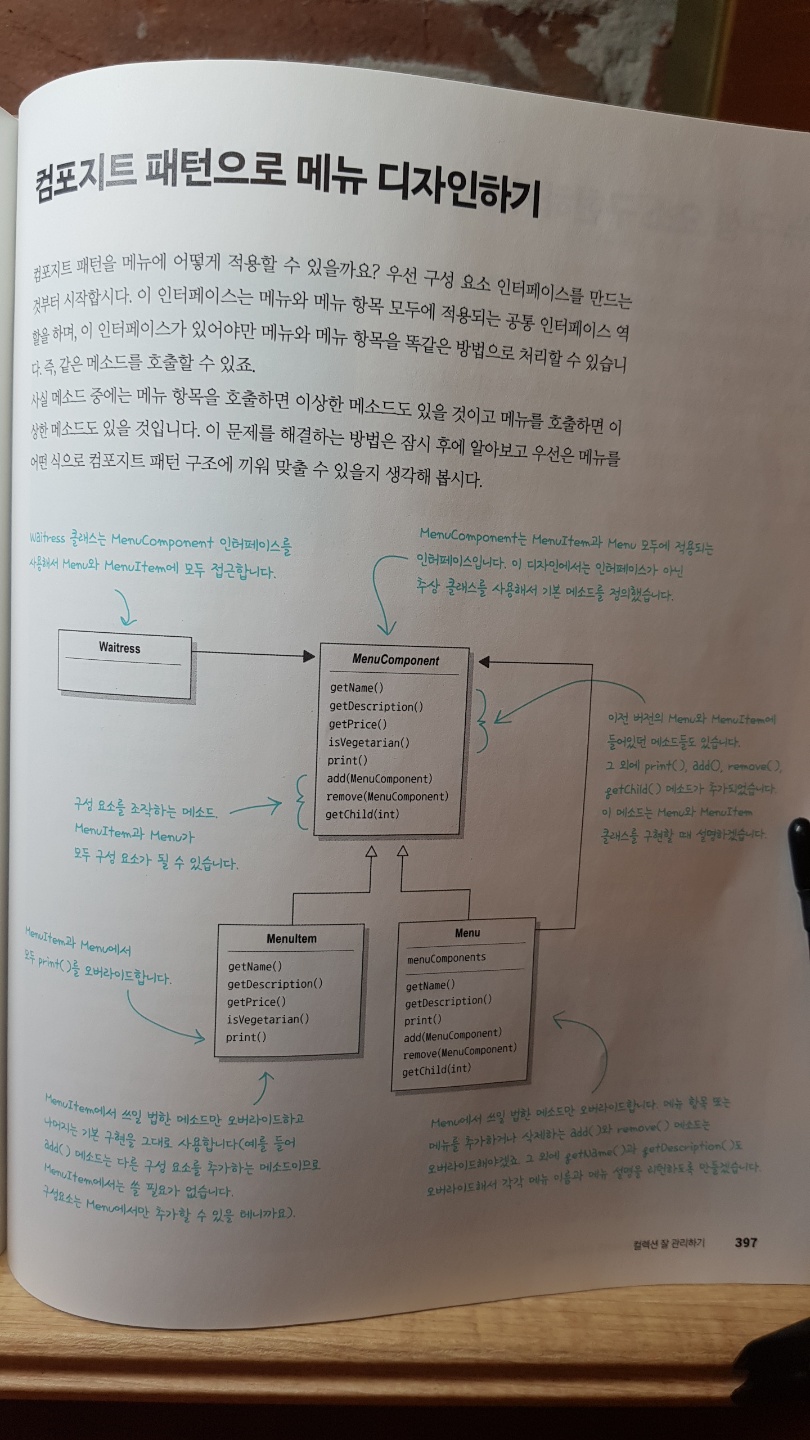 컴포지트 패턴으로 메뉴 디자인하기
컴포지트 패턴을 메뉴에 어떻게 적용할 수 있을까요? 우선 구성 요소 인터페이스를 만드는
것부터 시작합시다. 이 인터페이스는 메뉴와 메뉴 항목 모두에 적용되는 공통 인터페이스 역
할을 하며, 이 인터페이스가 있어야만 메뉴와 메뉴 항목을 똑같은 방법으로 처리할 수 있습니
다. 즉, 같은 메소드를 호출할 수 있죠.
사실 메소드 중에는 메뉴 항목을 호출하면 이상한 메소드도 있을 것이고 메뉴를 호출하면 이
상한 메소드도 있을 것입니다. 이 문제를 해결하는 방법은 잠시 후에 알아보고 우선은 메뉴를
어떤 식으로 컴포지트 패턴 구조에 끼워 맞출 수 있을지 생각해 봅시다.
Waitress 클래스는 MenuComponent 인터페이스를
사용해서 Menu와 MenuItem에 모두 접근합니다.
MenuComponent는 MenuItem과 Menu 모두에 적용되는
인터페이스입니다. 이 디자인에서는 인터페이스가 아닌
추상 클래스를 사용해서 기본 메소드를 정의했습니다.
Waitress
MenuComponent
getName()
getDescription()
getPrice()
isVegetarian()
print()
add(MenuComponent)
remove(MenuComponent)
getChild(int)
이전 버전의 Menu와 MenuItem에
들어있던 메소드들도 있습니다.
그 외에 print(), add(), remove(),
getChild() 메소드가 추가되었습니다.
이 메소드는 Menu와 MenuItem
클래스를 구현할 때 설명하겠습니다.
구성 요소를 조작하는 메소드.
MenuItem과 Menu가
모두 구성 요소가 될 수 있습니다.
MenuItem과 Menu에서
모두 print()를 오버라이드합니다.
MenuItem
getName()
getDescription()
getPrice()
isVegetarian()
print()
Menu
menuComponents
getName()
getDescription()
print()
add(MenuComponent)
remove(MenuComponent)
getChild(int)
MenuItem에서 쓰일 법한 메소드만 오버라이드하고
나머지는 기본 구현을 그대로 사용합니다(예를 들어
add() 메소드는 다른 구성 요소를 추가하는 메소드이므로
MenuItem에서는 쓸 필요가 없습니다.
구성요소는 Menu에서만 추가할 수 있을 테니까요).
Menu에서 쓰일 법한 메소드만 오버라이드합니다. 메뉴 항목 또는
메뉴를 추가하거나 삭제하는 add()와 remove() 메소드는
오버라이드해야겠죠. 그 외에 getName()과 getDescription()도
오버라이드해서 각각 메뉴 이름과 메뉴 설명을 리턴하도록 만들겠습니다.
컬렉션 잘 관리하기 397